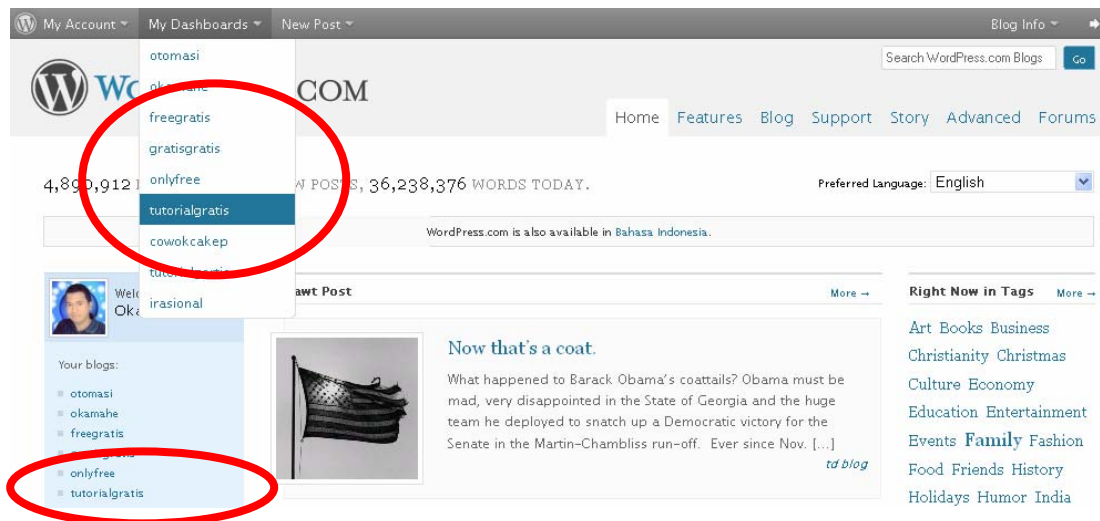 My Account My Dashboards New Post Blog Info
otomasi
okamahe
freegratis
gratisgratis
onlyfree
tutorialgratis
cowokcakep
irasional
Search WordPress.com Blogs Go
.COM
Home Features Blog Support Story Advanced Forums
4,890,912 POSTS, 36,238,376 WORDS TODAY.
Preferred Language: English
WordPress.com is also available in Bahasa Indonesia.
Your blogs:
otomasi
okamahe
freegratis
onlyfree
tutorialgratis
Post More →
Now that's a coat.
What happened to Barack Obama's coattails? Obama must be
mad, very disappointed in the State of Georgia and the huge
team he deployed to snatch up a Democratic victory for the
Senate in the Martin-Chambliss run-off. Ever since Nov. [...]
td blog
Right Now in Tags More →
Art Books Business
Christianity Christmas
Culture Economy
Education Entertainment
Events Family Fashion
Food Friends History
Holidays Humor India